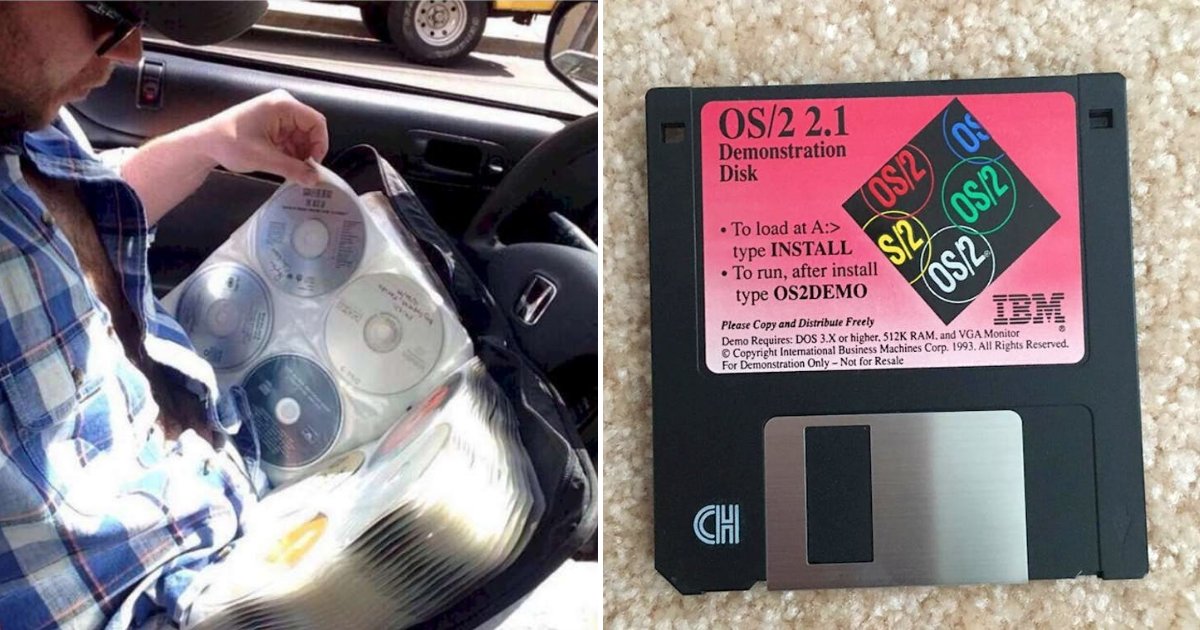 OS/2 2.1
Demonstration
Disk
• To load at A:>
type INSTALL
• To run, after install
type OS2DEMO
OS/2
OS
OS/2
S/2
OS/2®
IBM®
Please Copy and Distribute Freely
Demo Requires: DOS 3.X or higher, 512K RAM, and VGA Monitor
© Copyright International Business Machines Corp. 1993. All Rights Reserved.
For Demonstration Only – Not for Resale